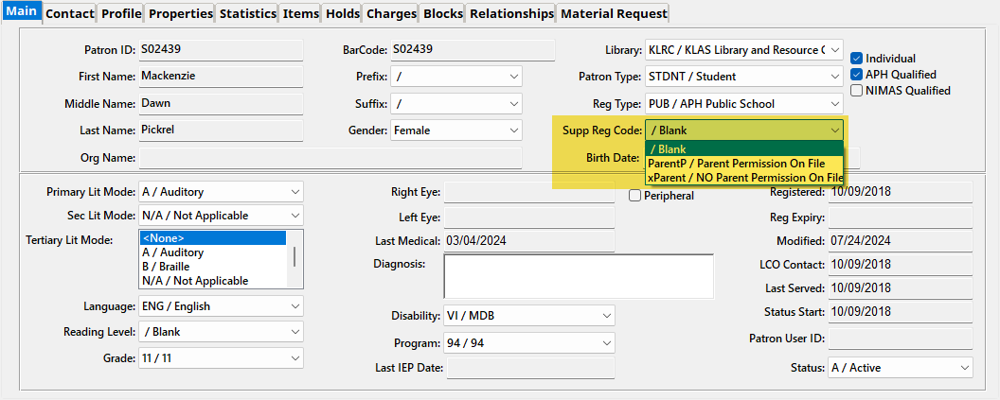 Main Contact Profile Properties Statistics Items Holds Charges Blocks Relationships Material Request
Patron ID: S02439 BarCode: S02439 Library: KLRC / KLAS Library and Resource C
Individual
First Name: Mackenzie Prefix: / Patron Type: STDNT / Student
APH Qualified
Middle Name: Dawn Suffix: / Reg Type: PUB / APH Public School
NIMAS Qualified
Last Name: Pickrel Gender: Female Supp Reg Code: / Blank
/ Blank
Org Name: Birth Date:
ParentP / Parent Permission On File
xParent / NO Parent Permission On File
Primary Lit Mode: A / Auditory Right Eye: Peripheral Registered: 10/09/2018
Sec Lit Mode: N/A / Not Applicable Left Eye: Reg Expiry:
Tertiary Lit Mode: <None> Last Medical: 03/04/2024 Modified: 07/24/2024
A / Auditory
B / Braille
N/A / Not Applicable
Diagnosis: LCO Contact: 10/09/2018
Last Served: 10/09/2018
Language: ENG / English Disability: VI / MDB Status Start: 10/09/2018
Reading Level: / Blank Program: 94 / 94 Patron User ID:
Grade: 11 / 11 Last IEP Date: Status: A / Active